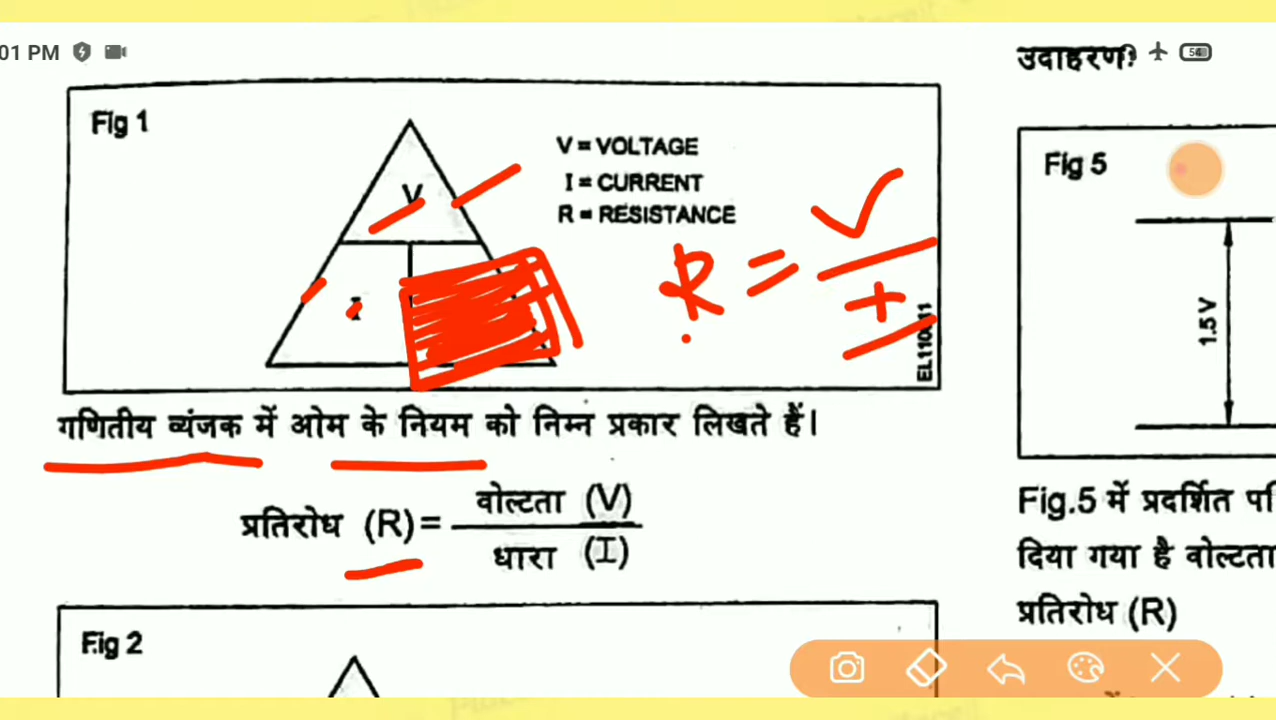 01 PM
54
उदाहरण:
Fig 1
V
I
V = VOLTAGE
I = CURRENT
R = RESISTANCE
R = V
I
गणितीय व्यंजक में ओम के नियम को निम्न प्रकार लिखते हैं।
प्रतिरोध (R) = वोल्टता (V)
धारा (I)
Fig 2
Fig 5
1.5 V
Fig.5 में प्रदर्शित
दिया गया है वोल्टता
प्रतिरोध (R)